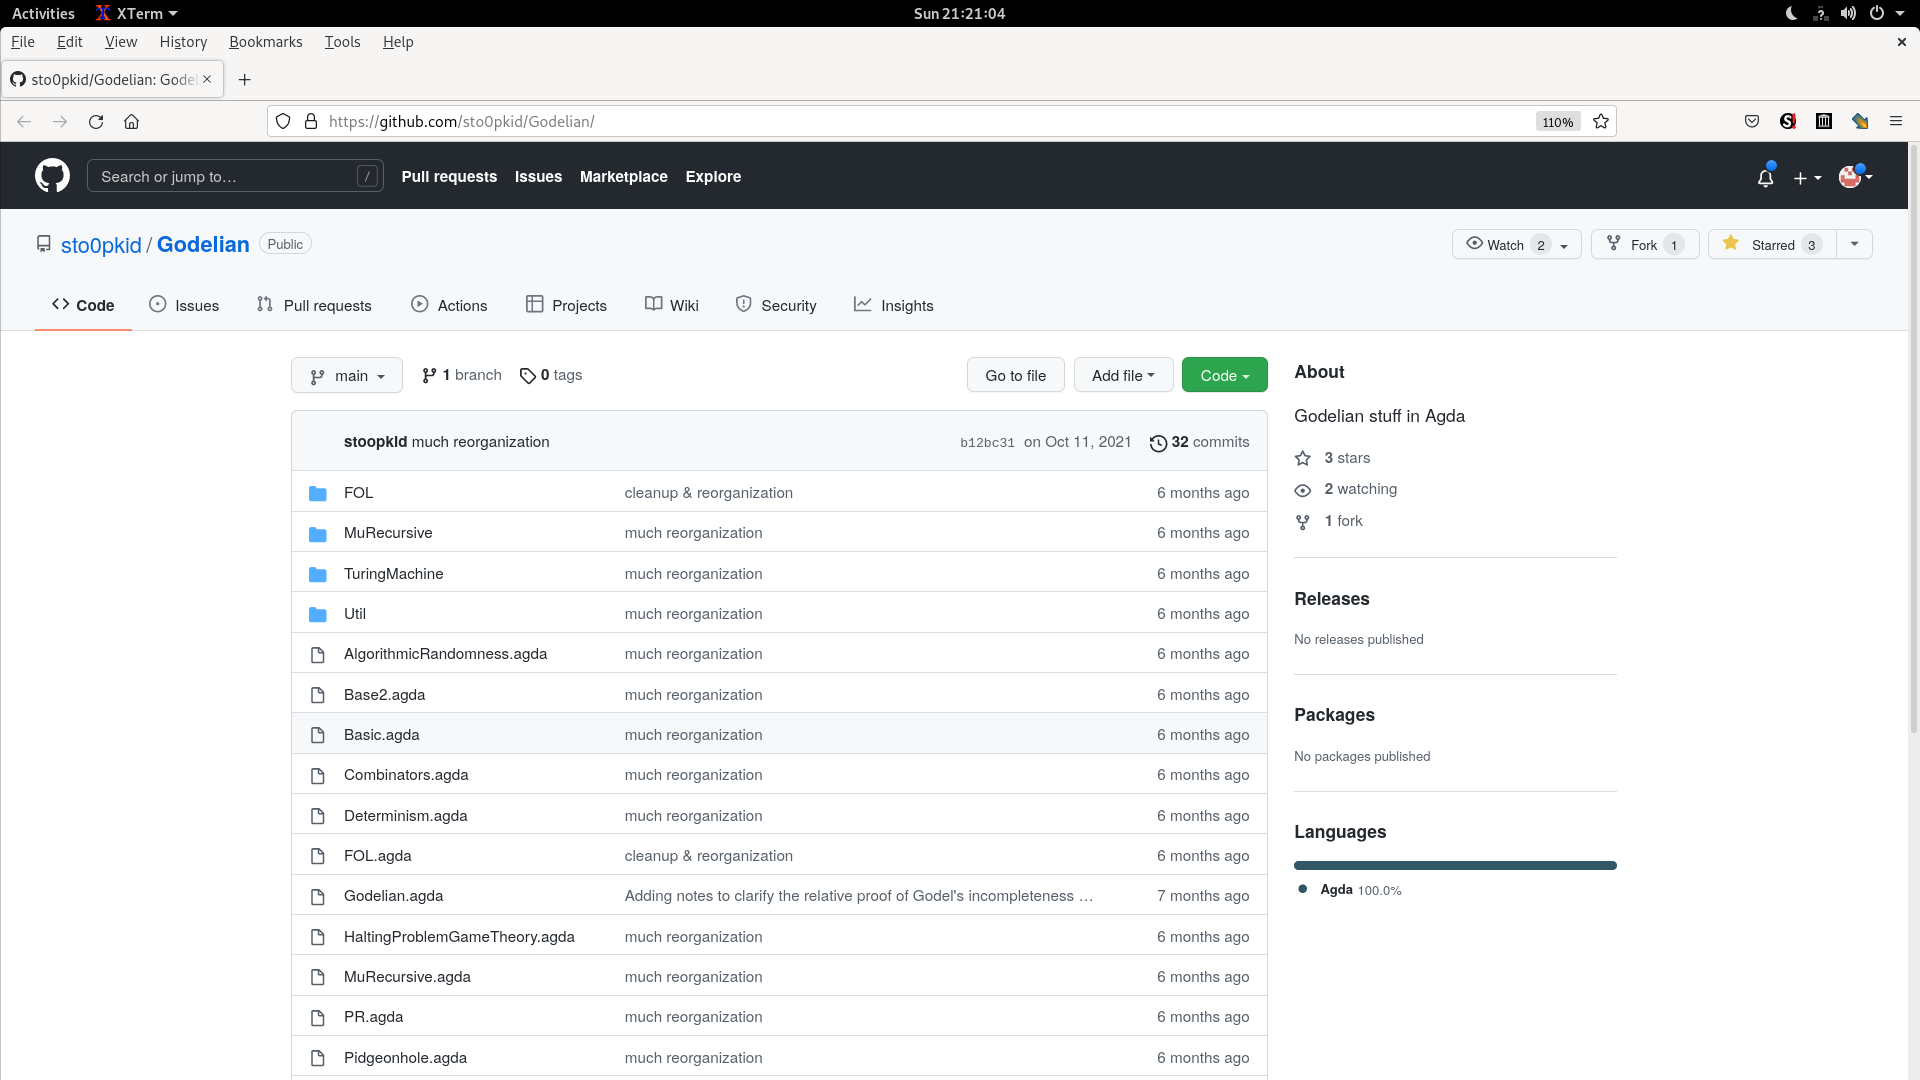 Activities XTerm Sun 21:21:04 ?
File Edit View History Bookmarks Tools Help
sto0pkid/Godelian: Godel
https://github.com/sto0pkid/Godelian/ 110%
Search or jump to… / Pull requests Issues Marketplace Explore
sto0pkid / Godelian Public Watch 2 Fork 1 Starred 3
Code Issues Pull requests Actions Projects Wiki Security Insights
main 1 branch 0 tags Go to file Add file Code
stoopkid much reorganization b12bc31 on Oct 11, 2021 32 commits
FOL cleanup & reorganization 6 months ago
MuRecursive much reorganization 6 months ago
TuringMachine much reorganization 6 months ago
Util much reorganization 6 months ago
AlgorithmicRandomness.agda much reorganization 6 months ago
Base2.agda much reorganization 6 months ago
Basic.agda much reorganization 6 months ago
Combinators.agda much reorganization 6 months ago
Determinism.agda much reorganization 6 months ago
FOL.agda cleanup & reorganization 6 months ago
Godelian.agda Adding notes to clarify the relative proof of Godel's incompleteness … 7 months ago
HaltingProblemGameTheory.agda much reorganization 6 months ago
MuRecursive.agda much reorganization 6 months ago
PR.agda much reorganization 6 months ago
Pidgeonhole.agda much reorganization 6 months ago
About
Godelian stuff in Agda
3 stars
2 watching
1 fork
Releases
No releases published
Packages
No packages published
Languages
Agda 100.0%